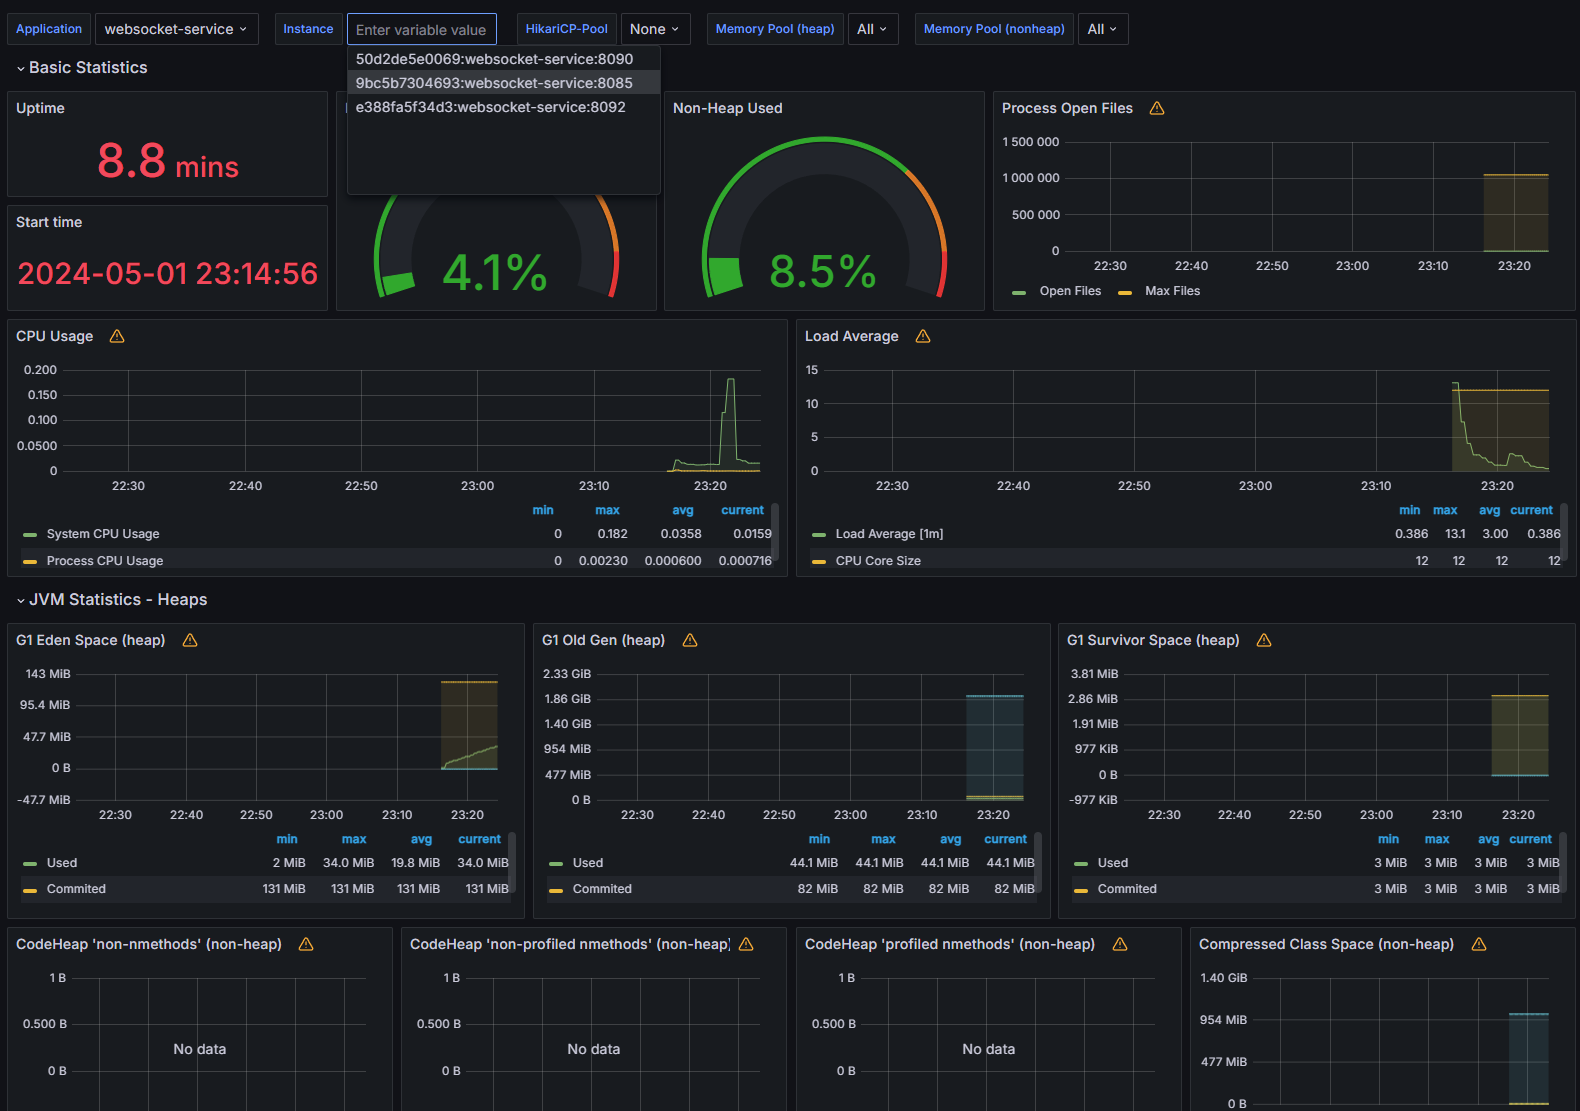 Application websocket-service Instance Enter variable value HikariCP-Pool None Memory Pool (heap) All Memory Pool (nonheap) All
50d2de5e0069:websocket-service:8090
9bc5b7304693:websocket-service:8085
e388fa5f34d3:websocket-service:8092
Basic Statistics
Uptime
8.8 mins
Start time
2024-05-01 23:14:56
4.1%
Non-Heap Used
8.5%
Process Open Files
1 500 000
1 000 000
500 000
0
22:30 22:40 22:50 23:00 23:10 23:20
Open Files Max Files
CPU Usage
0.200
0.150
0.100
0.0500
0
22:30 22:40 22:50 23:00 23:10 23:20
min max avg current
System CPU Usage 0 0.182 0.0358 0.0159
Process CPU Usage 0 0.00230 0.000600 0.000716
Load Average
15
10
5
0
22:30 22:40 22:50 23:00 23:10 23:20
min max avg current
Load Average [1m] 0.386 13.1 3.00 0.386
CPU Core Size 12 12 12 12
JVM Statistics - Heaps
G1 Eden Space (heap)
143 MiB
95.4 MiB
47.7 MiB
0 B
-47.7 MiB
22:30 22:40 22:50 23:00 23:10 23:20
min max avg current
Used 2 MiB 34.0 MiB 19.8 MiB 34.0 MiB
Commited 131 MiB 131 MiB 131 MiB 131 MiB
G1 Old Gen (heap)
2.33 GiB
1.86 GiB
1.40 GiB
954 MiB
477 MiB
0 B
22:30 22:40 22:50 23:00 23:10 23:20
min max avg current
Used 44.1 MiB 44.1 MiB 44.1 MiB 44.1 MiB
Commited 82 MiB 82 MiB 82 MiB 82 MiB
G1 Survivor Space (heap)
3.81 MiB
2.86 MiB
1.91 MiB
977 KiB
0 B
-977 KiB
22:30 22:40 22:50 23:00 23:10 23:20
min max avg current
Used 3 MiB 3 MiB 3 MiB 3 MiB
Commited 3 MiB 3 MiB 3 MiB 3 MiB
CodeHeap 'non-nmethods' (non-heap)
1 B
0.500 B
No data
0 B
CodeHeap 'non-profiled nmethods' (non-heap)
1 B
0.500 B
No data
0 B
CodeHeap 'profiled nmethods' (non-heap)
1 B
0.500 B
No data
0 B
Compressed Class Space (non-heap)
1.40 GiB
954 MiB
477 MiB
0 B